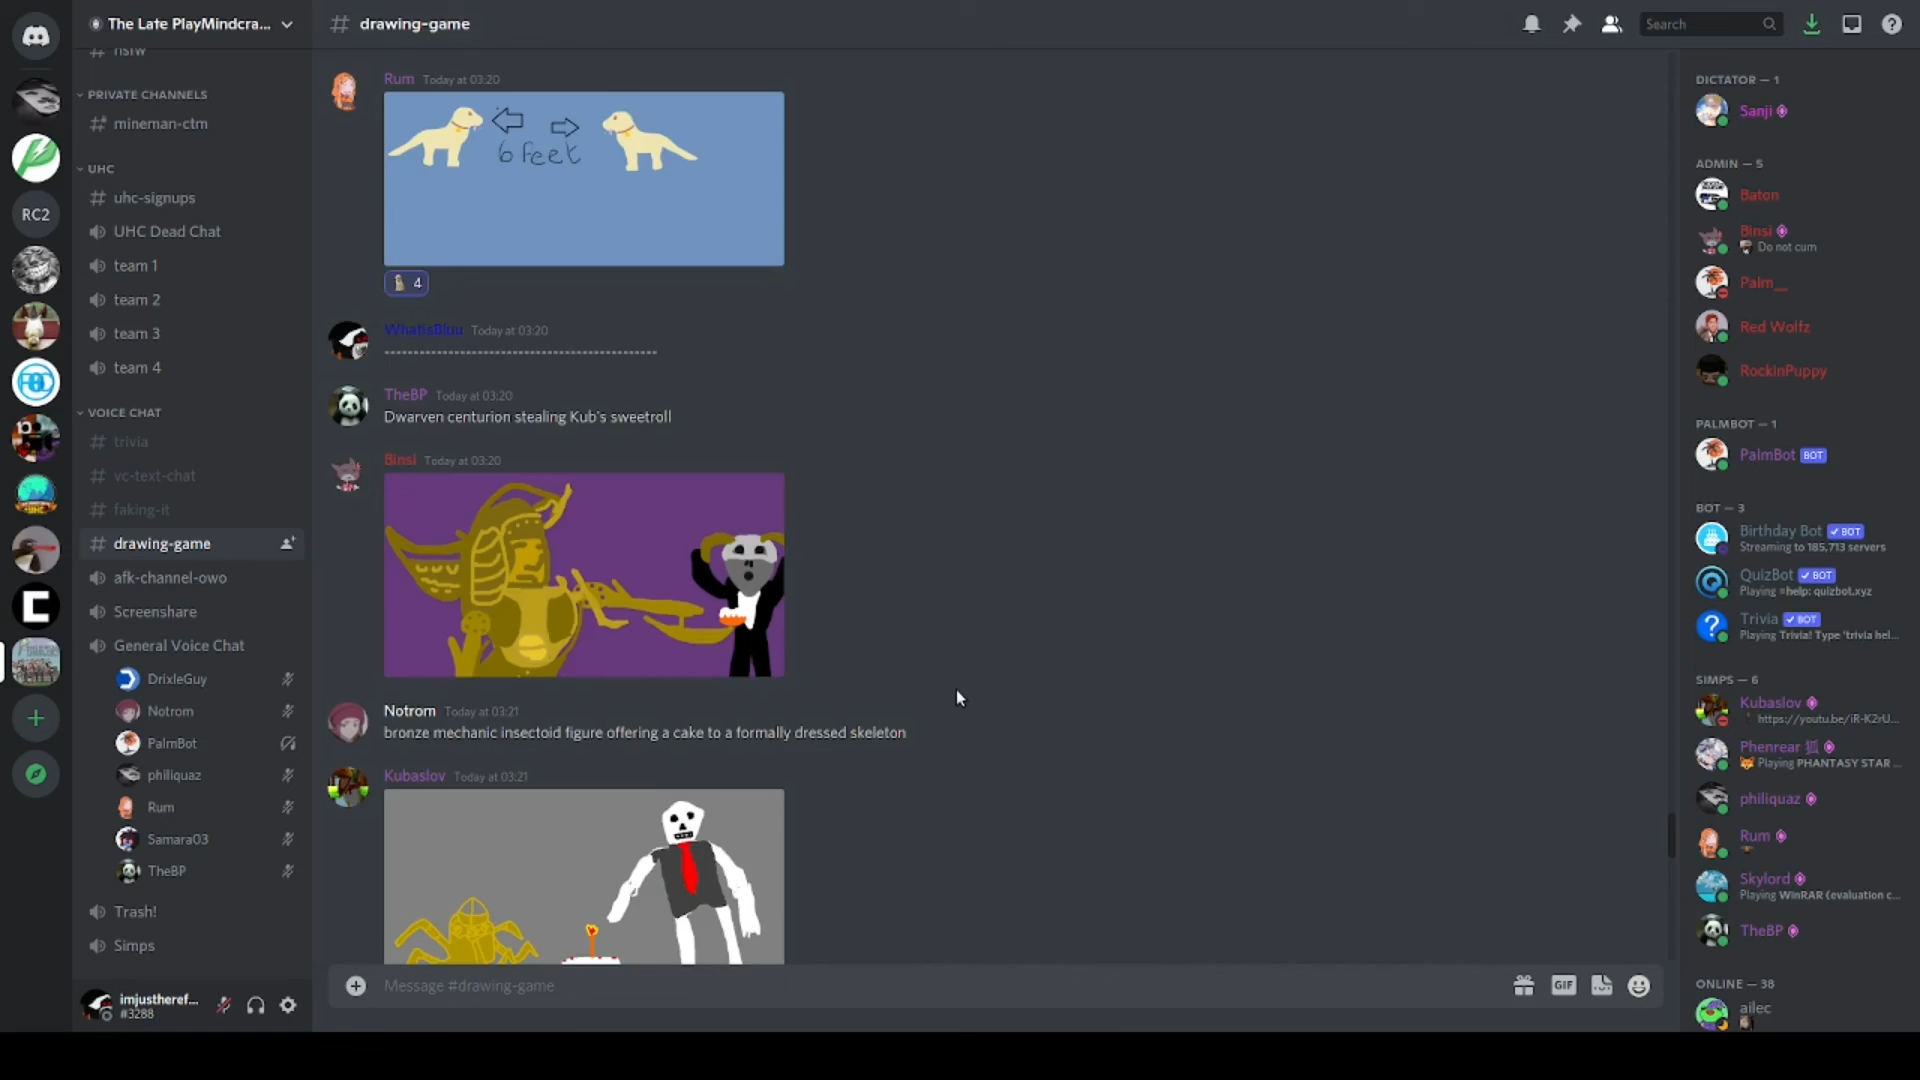 The Late PlayMindcra...
# drawing-game
Search
nsfw
PRIVATE CHANNELS
mineman-ctm
UHC
uhc-signups
UHC Dead Chat
team 1
team 2
team 3
team 4
VOICE CHAT
trivia
vc-text-chat
faking-it
drawing-game
afk-channel-owo
Screenshare
General Voice Chat
DrixleGuy
Notrom
PalmBot
philiquaz
Rum
Samara03
TheBP
Trash!
Simps
imjustheref...
#3288
RC2
Rum Today at 03:20
6 feet
4
WhatIsBluu Today at 03:20
-----------------------------------------------
TheBP Today at 03:20
Dwarven centurion stealing Kub's sweetroll
Binsi Today at 03:20
Notrom Today at 03:21
bronze mechanic insectoid figure offering a cake to a formally dressed skeleton
Kubaslov Today at 03:21
Message #drawing-game
GIF
DICTATOR — 1
Sanji
ADMIN — 5
Baton
Binsi
Do not cum
Palm__
Red Wolfz
RockinPuppy
PALMBOT — 1
PalmBot BOT
BOT — 3
Birthday Bot BOT
Streaming to 185,713 servers
QuizBot BOT
Playing =help: quizbot.xyz
Trivia BOT
Playing Trivia! Type 'trivia hel...
SIMPS — 6
Kubaslov
https://youtu.be/iR-K2rU...
Phenrear 狐
Playing PHANTASY STAR ...
philiquaz
Rum
Skylord
Playing WinRAR (evaluation c...
TheBP
ONLINE — 38
ailec